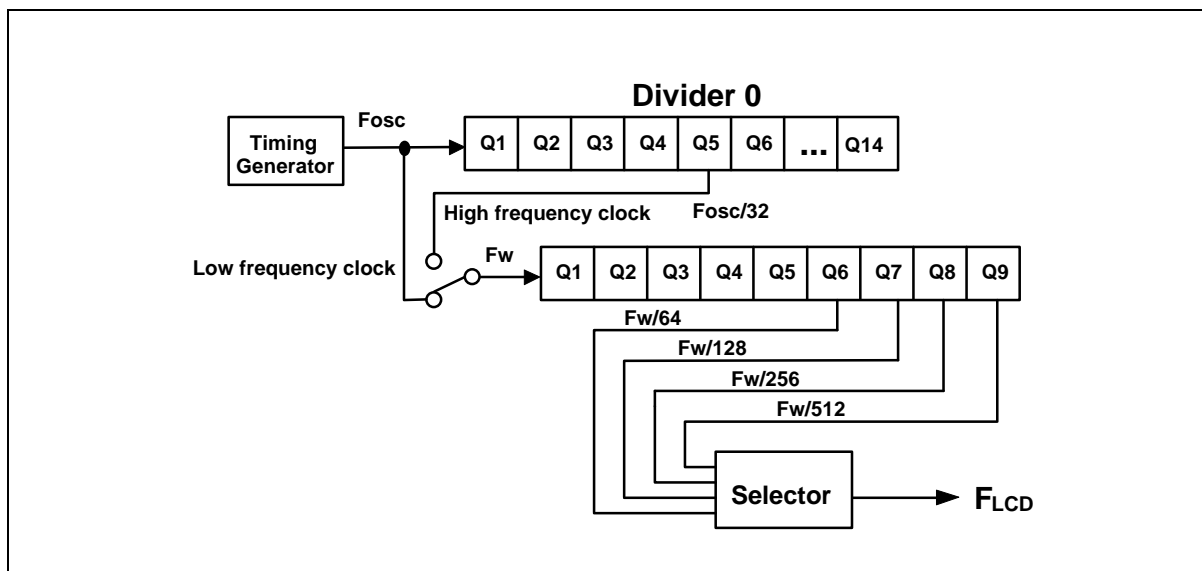 Divider 0
Fosc
Timing
Generator
Q1 Q2 Q3 Q4 Q5 Q6 ... Q14
High frequency clock
Fosc/32
Low frequency clock
Fw
Q1 Q2 Q3 Q4 Q5 Q6 Q7 Q8 Q9
Fw/64
Fw/128
Fw/256
Fw/512
Selector
FLCD